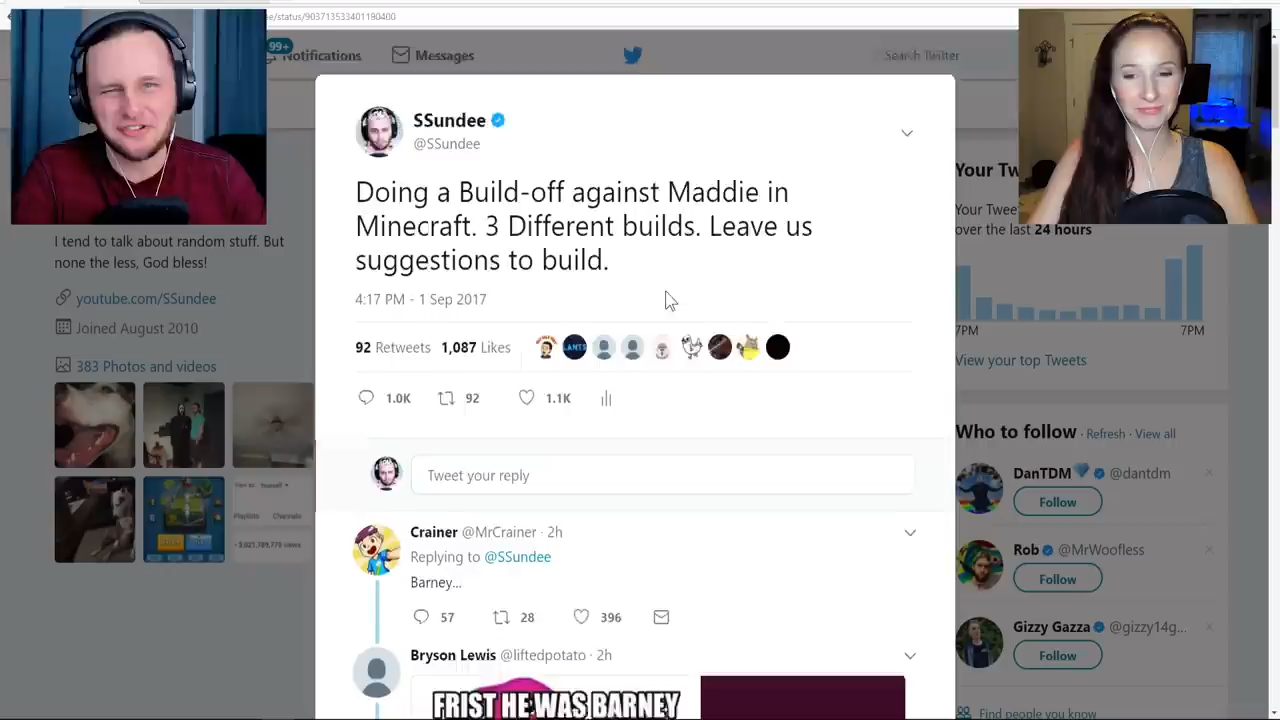 ee/status/903713533401190400
99+
Notifications
Messages
Search Twitter
SSundee
@SSundee
Doing a Build-off against Maddie in
Minecraft. 3 Different builds. Leave us
suggestions to build.
4:17 PM - 1 Sep 2017
92 Retweets 1,087 Likes
LANTS
1.0K 92 1.1K
Tweet your reply
Crainer @MrCrainer · 2h
Replying to @SSundee
Barney...
57 28 396
Bryson Lewis @liftedpotato · 2h
FRIST HE WAS BARNEY
I tend to talk about random stuff. But
none the less, God bless!
youtube.com/SSundee
Joined August 2010
383 Photos and videos
Your Tw
Your Twee
over the last 24 hours
7PM 7PM
View your top Tweets
Who to follow · Refresh · View all
DanTDM @dantdm
Follow
Rob @MrWoofless
Follow
Gizzy Gazza @gizzy14g...
Follow
Find people you know